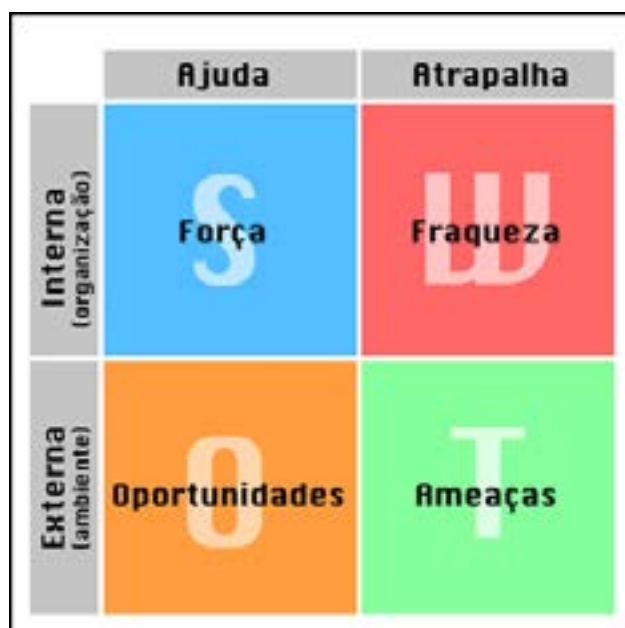 Ajuda
Atrapalha
Interna
(organização)
S
Força
W
Fraqueza
Externa
(ambiente)
O
Oportunidades
T
Ameaças